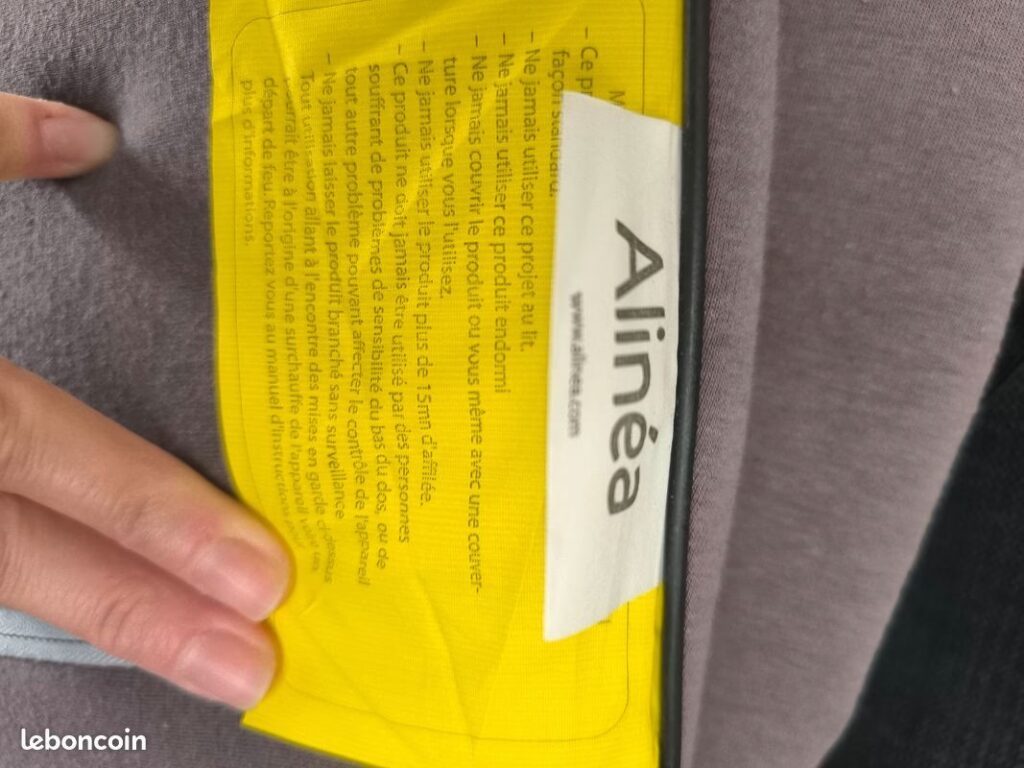 Alinéa
www.alinea.com
M
– Ce pr
façon standard.
– Ne jamais utiliser ce projet au lit.
– Ne jamais utiliser ce produit endormi
– Ne jamais couvrir le produit ou vous même avec une couver-
ture lorsque vous l'utilisez.
– Ne jamais utiliser le produit plus de 15mn d'affilée.
– Ce produit ne doit jamais être utilisé par des personnes
souffrant de problèmes de sensibilité du bas du dos, ou de
tout autre problème pouvant affecter le contrôle de l'appareil
– Ne jamais laisser le produit branché sans surveillance
Tout utilisation allant à l'encontre des mises en garde
être à l'origine d'une surchauffe de l'appareil
départ de feu. Reportez vous au manuel d'instruction
plus d'informations.
leboncoin